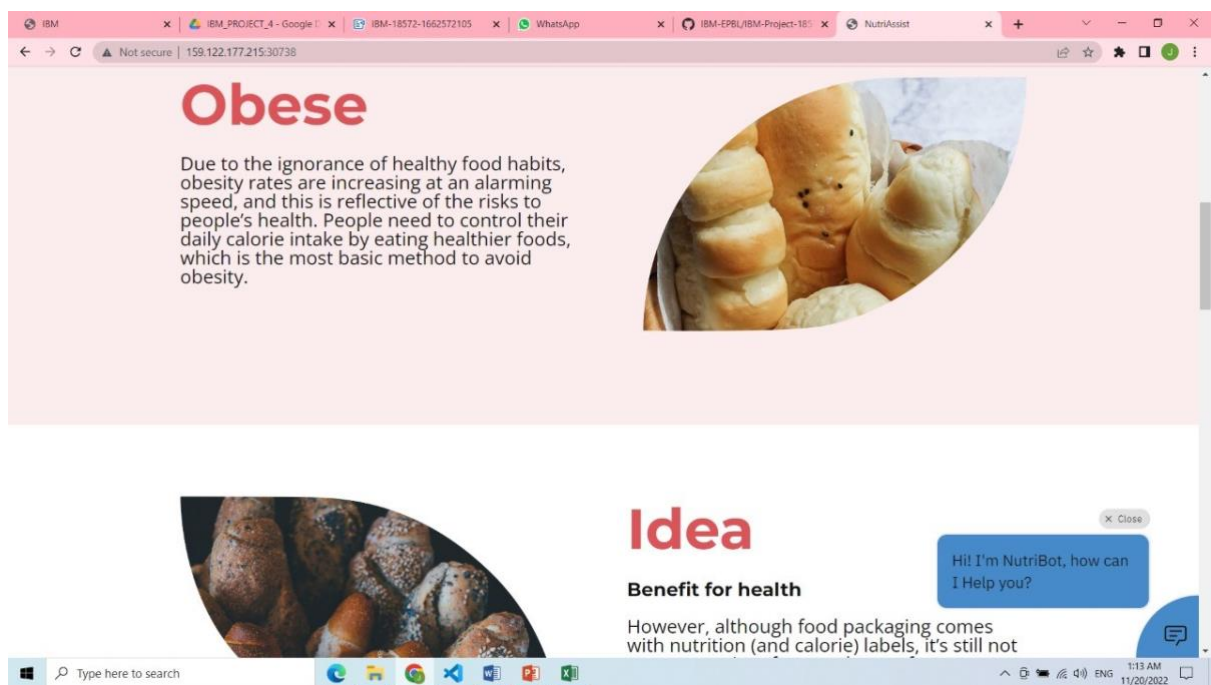 IBM
IBM_PROJECT_4 - Google D
IBM-18572-1662572105
WhatsApp
IBM-EPBL/IBM-Project-185
NutriAssist
Not secure | 159.122.177.215:30738
Obese
Due to the ignorance of healthy food habits,
obesity rates are increasing at an alarming
speed, and this is reflective of the risks to
people's health. People need to control their
daily calorie intake by eating healthier foods,
which is the most basic method to avoid
obesity.
Idea
× Close
Hi! I'm NutriBot, how can
I Help you?
Benefit for health
However, although food packaging comes
with nutrition (and calorie) labels, it's still not
Type here to search
ENG
1:13 AM
11/20/2022